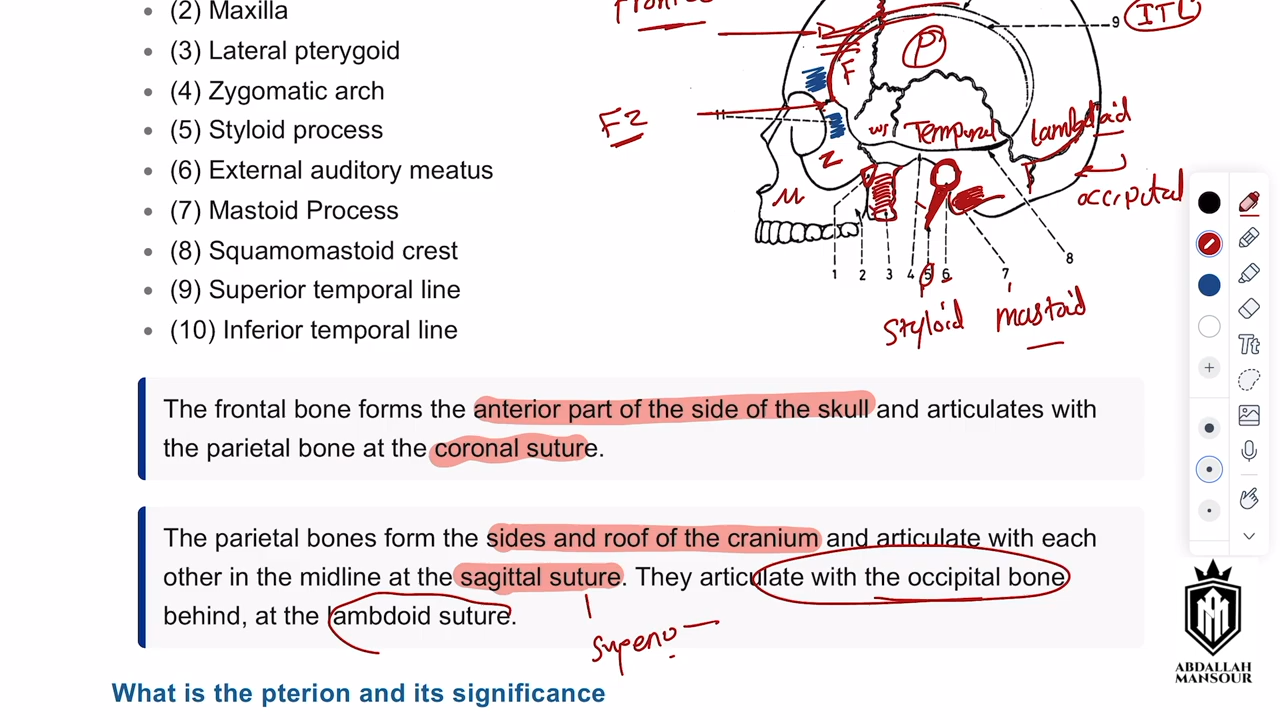 (2) Maxilla
(3) Lateral pterygoid
(4) Zygomatic arch
(5) Styloid process
(6) External auditory meatus
(7) Mastoid Process
(8) Squamomastoid crest
(9) Superior temporal line
(10) Inferior temporal line
9 ITL
P
F
FZ
11
Temporal
Lambdoid
Z
M
occipital
1 2 3 4 5 6 7 8
Styloid mastoid
The frontal bone forms the anterior part of the side of the skull and articulates with
the parietal bone at the coronal suture.
The parietal bones form the sides and roof of the cranium and articulate with each
other in the midline at the sagittal suture. They articulate with the occipital bone
behind, at the lambdoid suture.
What is the pterion and its significance
Tt
ABDALLAH
MANSOUR